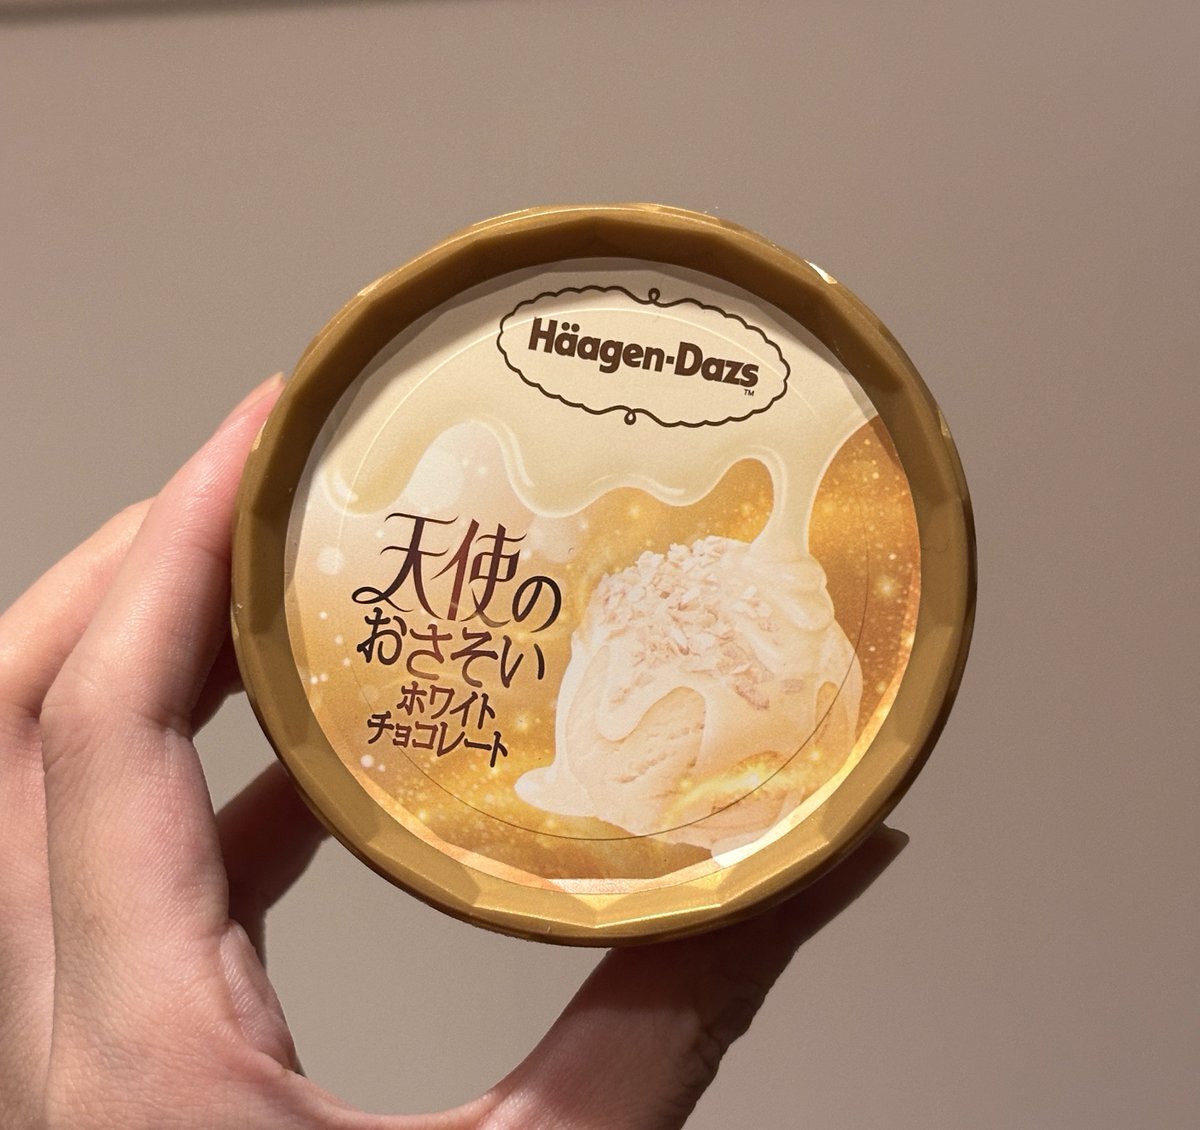 Häagen-Dazs
TM
天使の
おさそい
ホワイト
チョコレート